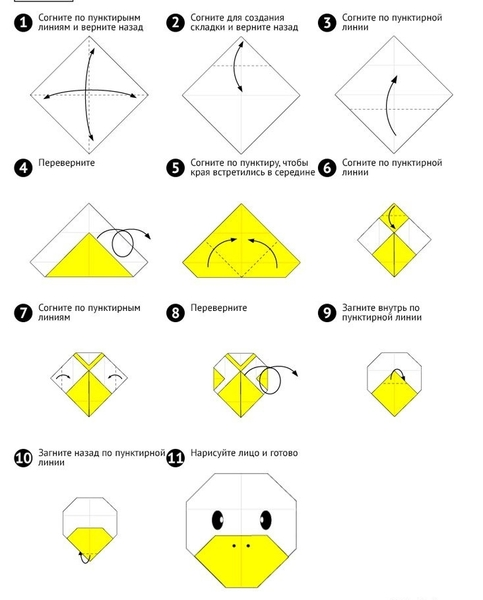 1 Согните по пунктирыным
линиям и верните назад
2 Согните для создания
складки и верните назад
3 Согните по пунктирной
линии
4 Переверните
5 Согните по пунктиру, чтобы
края встретились в середине
6 Согните по пунктирной
линии
7 Согните по пунктирным
линиям
8 Переверните
9 Загните внутрь по
пунктирной линии
10 Загните назад по пунктирной
линии
11 Нарисуйте лицо и готово